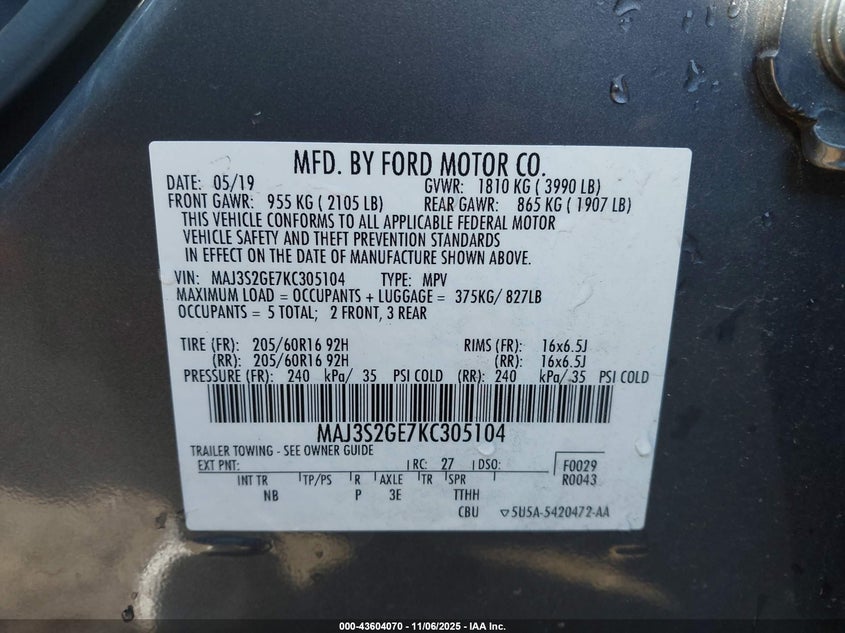 MFD. BY FORD MOTOR CO.
DATE: 05/19 GVWR: 1810 KG ( 3990 LB)
FRONT GAWR: 955 KG ( 2105 LB) REAR GAWR: 865 KG ( 1907 LB)
THIS VEHICLE CONFORMS TO ALL APPLICABLE FEDERAL MOTOR
VEHICLE SAFETY AND THEFT PREVENTION STANDARDS
IN EFFECT ON THE DATE OF MANUFACTURE SHOWN ABOVE.
VIN: MAJ3S2GE7KC305104 TYPE: MPV
MAXIMUM LOAD = OCCUPANTS + LUGGAGE = 375KG/ 827LB
OCCUPANTS = 5 TOTAL; 2 FRONT, 3 REAR
TIRE (FR): 205/60R16 92H RIMS (FR): 16x6.5J
(RR): 205/60R16 92H (RR): 16x6.5J
PRESSURE (FR): 240 kPa/ 35 PSI COLD (RR): 240 kPa/ 35 PSI COLD
MAJ3S2GE7KC305104
TRAILER TOWING - SEE OWNER GUIDE
EXT PNT: RC: 27 DSO: F0029
R0043
INT TR TP/PS R AXLE TR SPR
NB P 3E TTHH
CBU ▽5U5A-5420472-AA
000-43604070 - 11/06/2025 - IAA Inc.